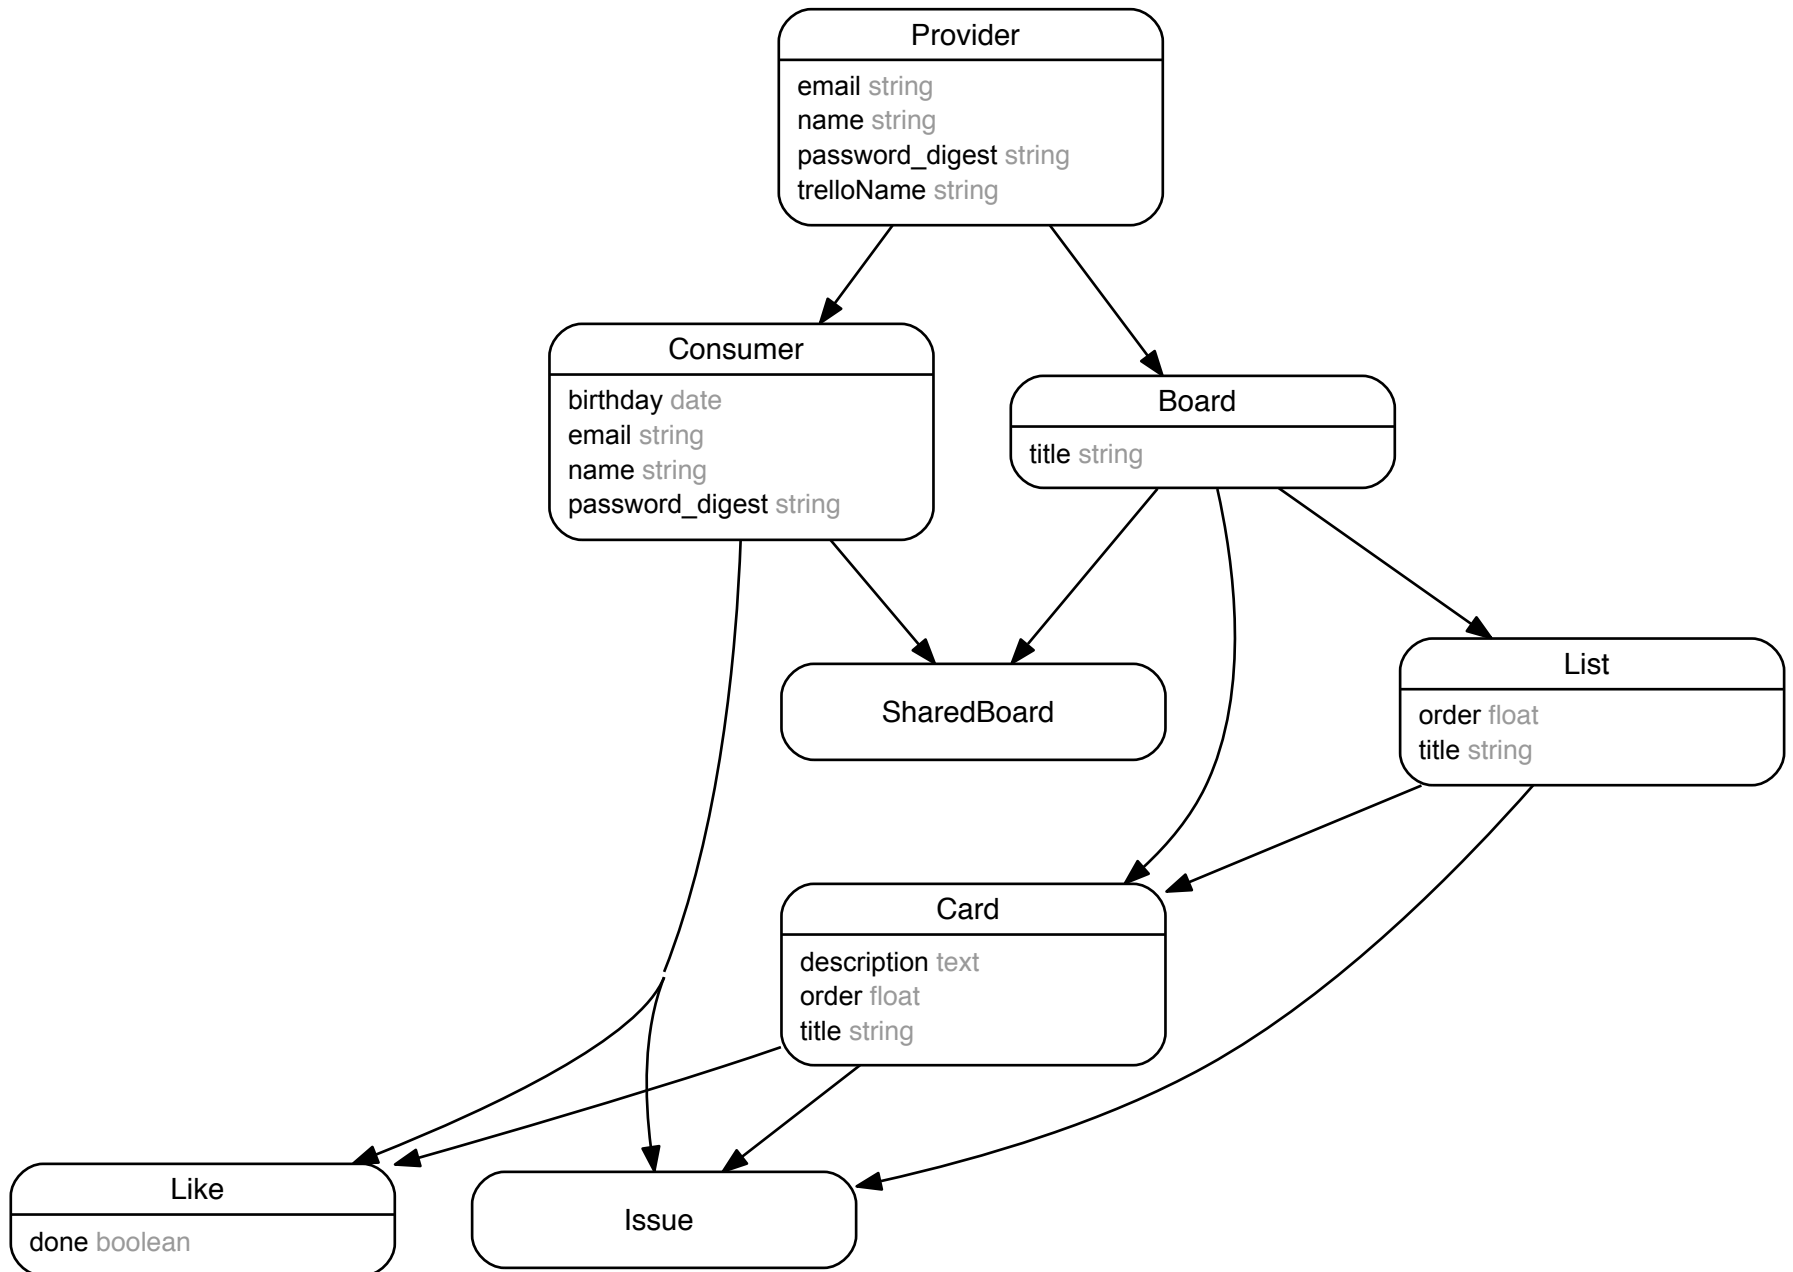 Provider
email string
name string
password_digest string
trelloName string
Consumer
birthday date
email string
name string
password_digest string
Board
title string
SharedBoard
List
order float
title string
Card
description text
order float
title string
Like
done boolean
Issue